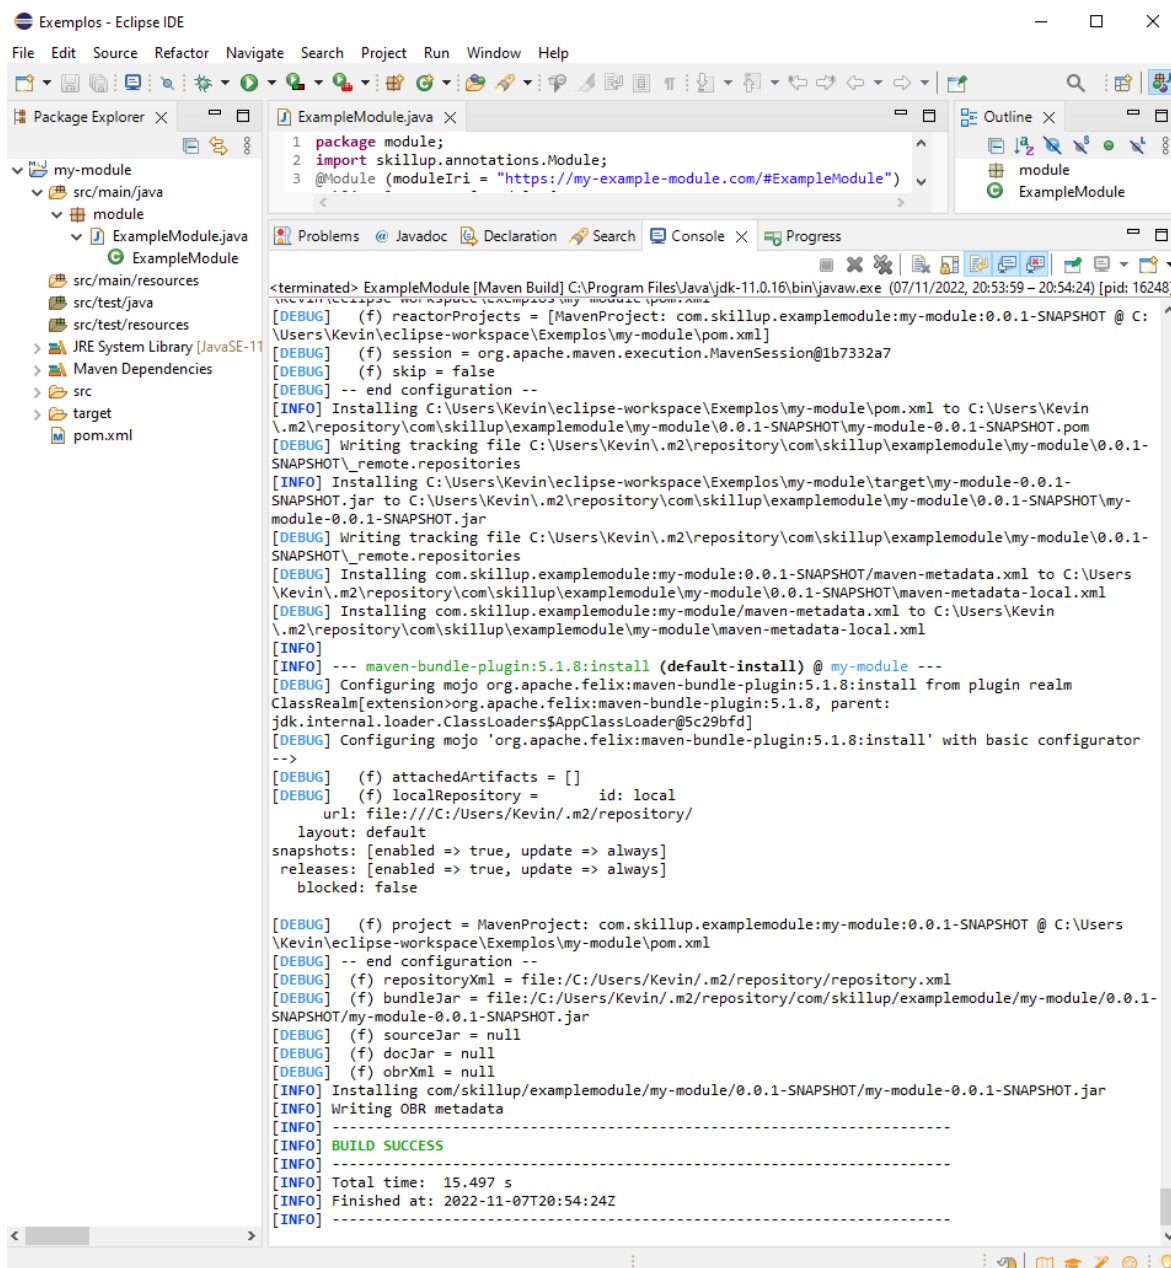 Exemplos - Eclipse IDE
File Edit Source Refactor Navigate Search Project Run Window Help
Package Explorer
my-module
src/main/java
module
ExampleModule.java
ExampleModule
src/main/resources
src/test/java
src/test/resources
JRE System Library [JavaSE-11
Maven Dependencies
src
target
pom.xml
ExampleModule.java
1 package module;
2 import skillup.annotations.Module;
3 @Module (moduleIri = "https://my-example-module.com/#ExampleModule")
Outline
module
ExampleModule
Problems @ Javadoc Declaration Search Console Progress
<terminated> ExampleModule [Maven Build] C:\Program Files\Java\jdk-11.0.16\bin\javaw.exe (07/11/2022, 20:53:59 – 20:54:24) [pid: 16248]
\Kevin\eclipse-workspace\Exemplos\my-module\pom.xml
[DEBUG]   (f) reactorProjects = [MavenProject: com.skillup.examplemodule:my-module:0.0.1-SNAPSHOT @ C:
\Users\Kevin\eclipse-workspace\Exemplos\my-module\pom.xml]
[DEBUG]   (f) session = org.apache.maven.execution.MavenSession@1b7332a7
[DEBUG]   (f) skip = false
[DEBUG] -- end configuration --
[INFO] Installing C:\Users\Kevin\eclipse-workspace\Exemplos\my-module\pom.xml to C:\Users\Kevin
\.m2\repository\com\skillup\examplemodule\my-module\0.0.1-SNAPSHOT\my-module-0.0.1-SNAPSHOT.pom
[DEBUG] Writing tracking file C:\Users\Kevin\.m2\repository\com\skillup\examplemodule\my-module\0.0.1-
SNAPSHOT\_remote.repositories
[INFO] Installing C:\Users\Kevin\eclipse-workspace\Exemplos\my-module\target\my-module-0.0.1-
SNAPSHOT.jar to C:\Users\Kevin\.m2\repository\com\skillup\examplemodule\my-module\0.0.1-SNAPSHOT\my-
module-0.0.1-SNAPSHOT.jar
[DEBUG] Writing tracking file C:\Users\Kevin\.m2\repository\com\skillup\examplemodule\my-module\0.0.1-
SNAPSHOT\_remote.repositories
[DEBUG] Installing com.skillup.examplemodule:my-module:0.0.1-SNAPSHOT/maven-metadata.xml to C:\Users
\Kevin\.m2\repository\com\skillup\examplemodule\my-module\0.0.1-SNAPSHOT\maven-metadata-local.xml
[DEBUG] Installing com.skillup.examplemodule:my-module/maven-metadata.xml to C:\Users\Kevin
\.m2\repository\com\skillup\examplemodule\my-module\maven-metadata-local.xml
[INFO]
[INFO] --- maven-bundle-plugin:5.1.8:install (default-install) @ my-module ---
[DEBUG] Configuring mojo org.apache.felix:maven-bundle-plugin:5.1.8:install from plugin realm
ClassRealm[extension>org.apache.felix:maven-bundle-plugin:5.1.8, parent:
jdk.internal.loader.ClassLoaders$AppClassLoader@5c29bfd]
[DEBUG] Configuring mojo 'org.apache.felix:maven-bundle-plugin:5.1.8:install' with basic configurator
-->
[DEBUG]   (f) attachedArtifacts = []
[DEBUG]   (f) localRepository =       id: local
      url: file:///C:/Users/Kevin/.m2/repository/
   layout: default
snapshots: [enabled => true, update => always]
 releases: [enabled => true, update => always]
   blocked: false
[DEBUG]   (f) project = MavenProject: com.skillup.examplemodule:my-module:0.0.1-SNAPSHOT @ C:\Users
\Kevin\eclipse-workspace\Exemplos\my-module\pom.xml
[DEBUG] -- end configuration --
[DEBUG]  (f) repositoryXml = file:/C:/Users/Kevin/.m2/repository/repository.xml
[DEBUG]  (f) bundleJar = file:/C:/Users/Kevin/.m2/repository/com/skillup/examplemodule/my-module/0.0.1-
SNAPSHOT/my-module-0.0.1-SNAPSHOT.jar
[DEBUG]  (f) sourceJar = null
[DEBUG]  (f) docJar = null
[DEBUG]  (f) obrXml = null
[INFO] Installing com/skillup/examplemodule/my-module/0.0.1-SNAPSHOT/my-module-0.0.1-SNAPSHOT.jar
[INFO] Writing OBR metadata
[INFO] ------------------------------------------------------------------------
[INFO] BUILD SUCCESS
[INFO] ------------------------------------------------------------------------
[INFO] Total time:  15.497 s
[INFO] Finished at: 2022-11-07T20:54:24Z
[INFO] ------------------------------------------------------------------------